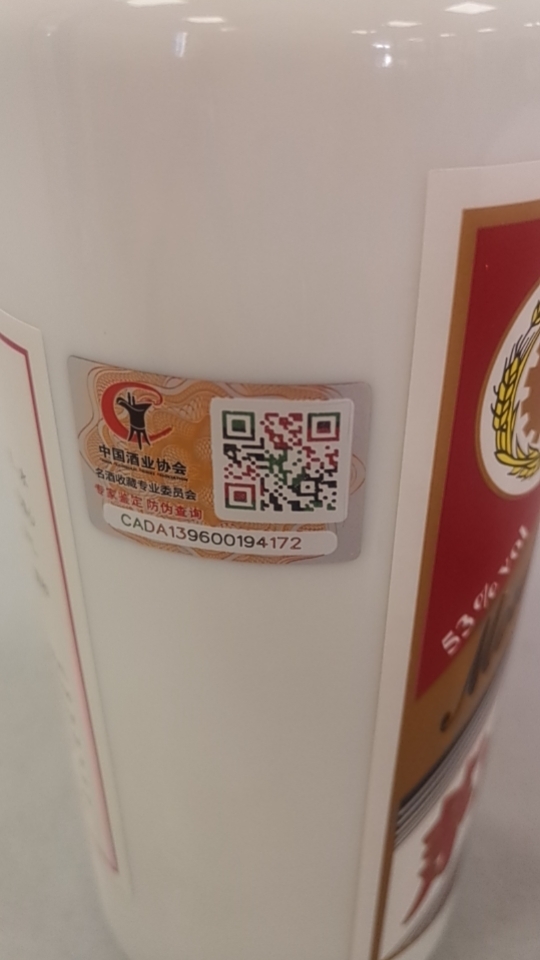 中国酒业协会
名酒收藏专业委员会
专家鉴定 防伪查询
CADA139600194172
53% vol